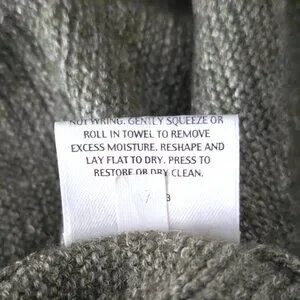 NOT WRING. GENTLY SQUEEZE OR
ROLL IN TOWEL TO REMOVE
EXCESS MOISTURE. RESHAPE AND
LAY FLAT TO DRY. PRESS TO
RESTORE OR DRY CLEAN.